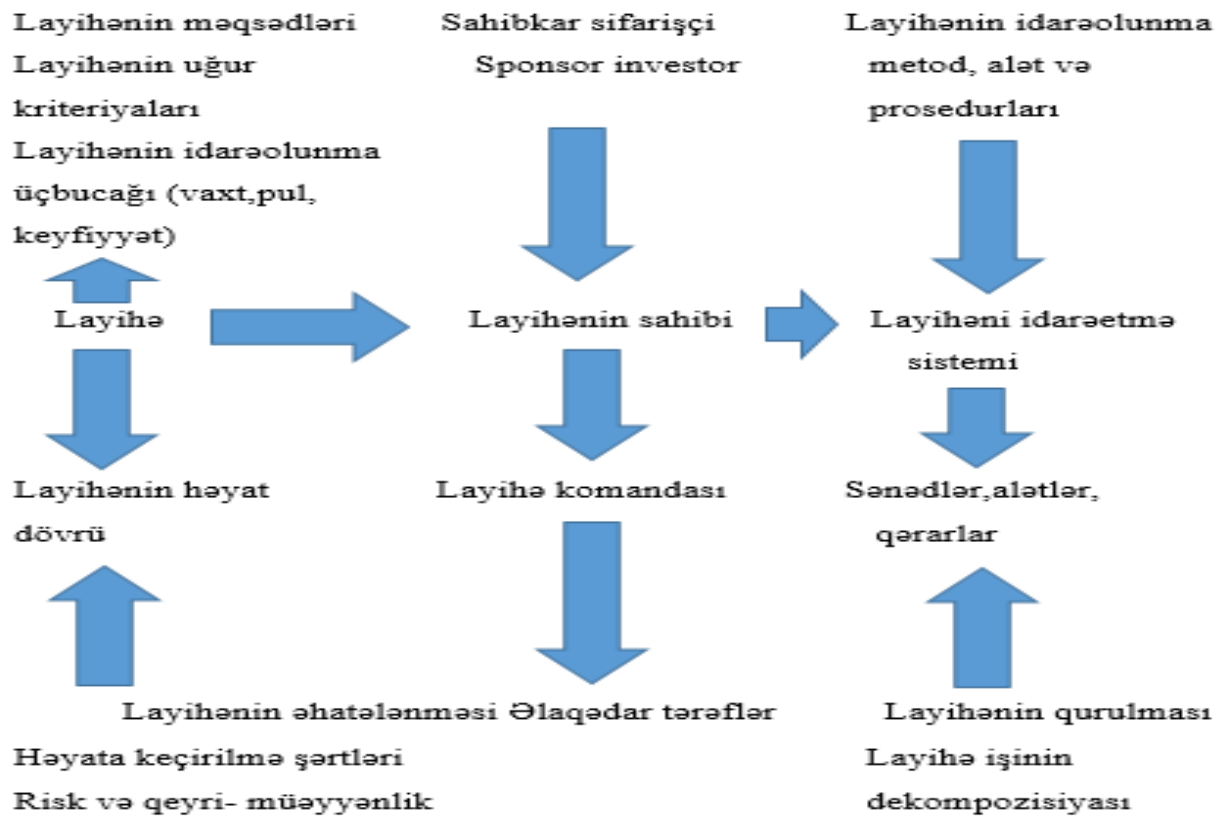 Layihənin məqsədləri
Layihənin uğur
kriteriyaları
Layihənin idarəolunma
üçbucağı (vaxt,pul,
keyfiyyət)
Sahibkar sifarişçi
Sponsor investor
Layihənin idarəolunma
metod, alət və
prosedurları
Layihə
Layihənin sahibi
Layihəni idarəetmə
sistemi
Layihənin həyat
dövrü
Layihə komandası
Sənədlər,alətlər,
qərarlar
Layihənin əhatələnməsi Əlaqədar tərəflər
Həyata keçirilmə şərtləri
Risk və qeyri- müəyyənlik
Layihənin qurulması
Layihə işinin
dekompozisiyası